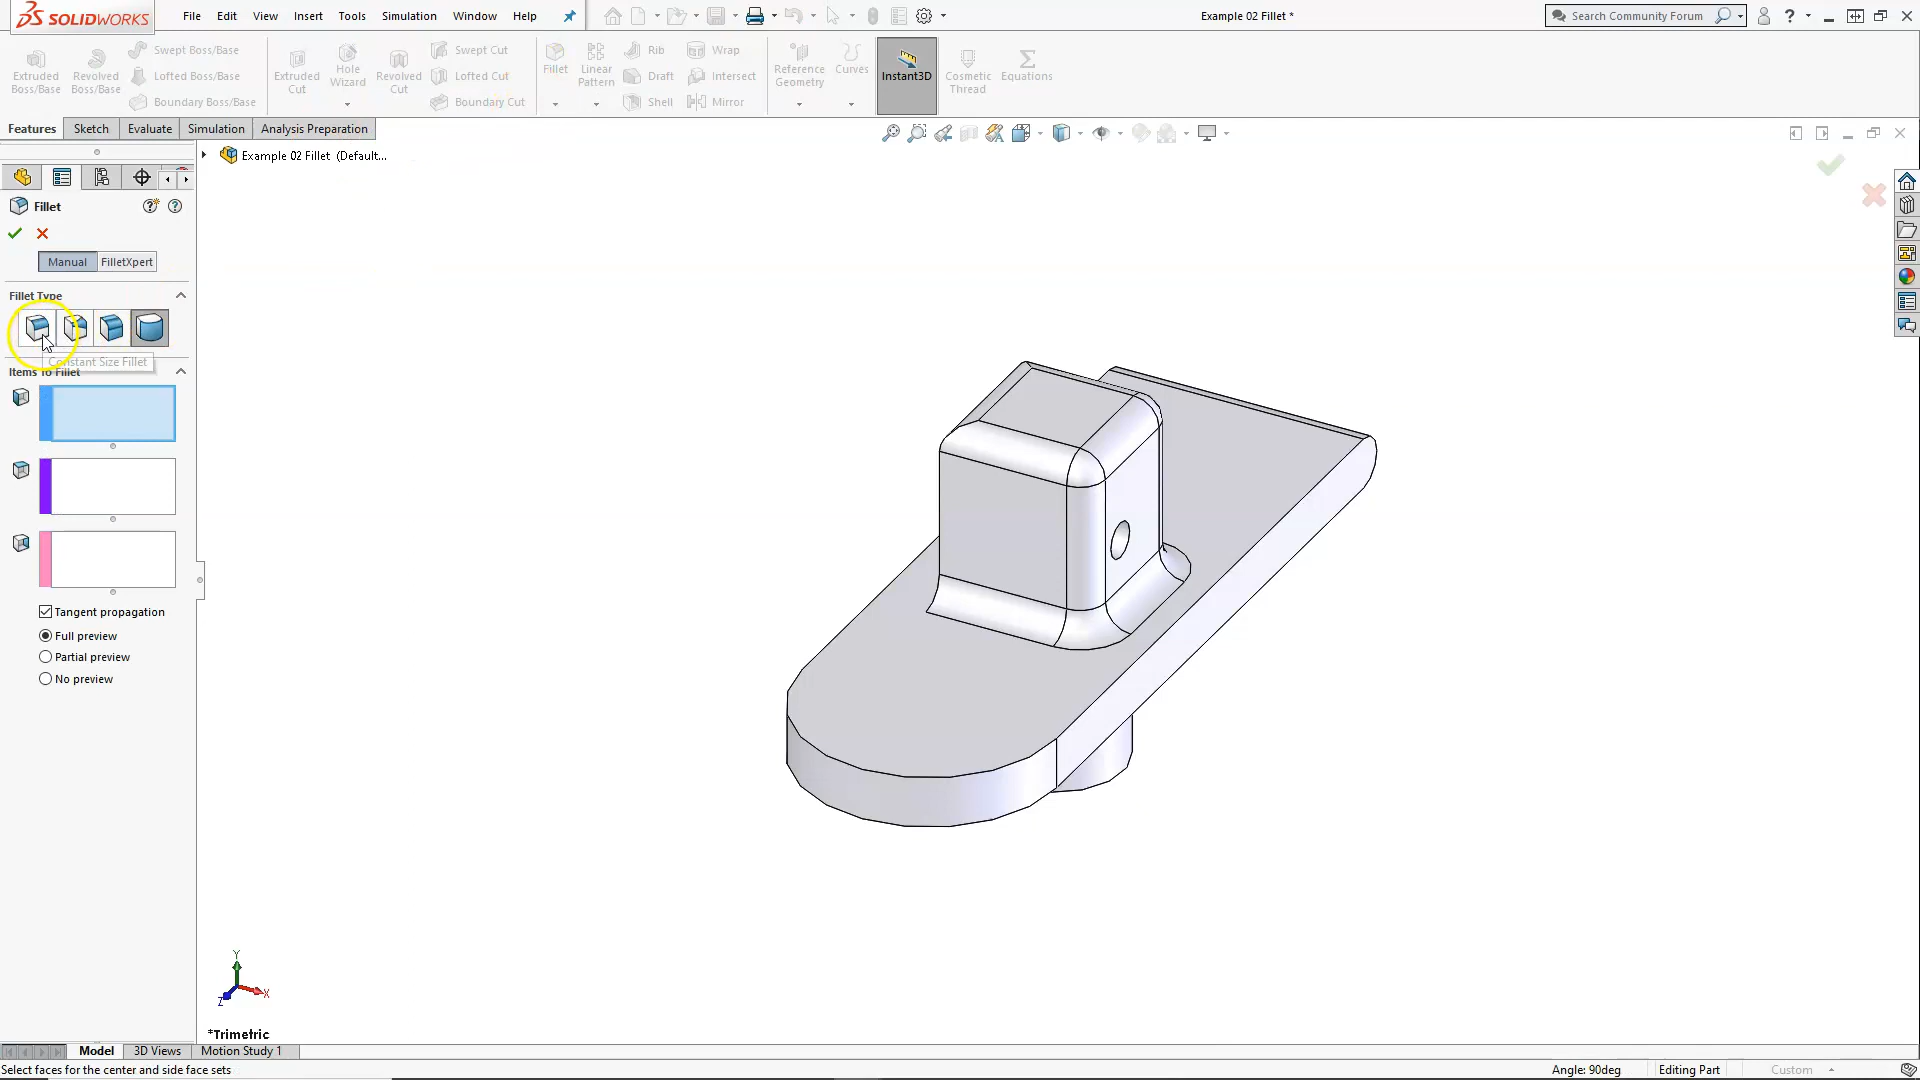 SOLIDWORKS File Edit View Insert Tools Simulation Window Help Example 02 Fillet * Search Community Forum
Extruded Boss/Base
Revolved Boss/Base
Swept Boss/Base
Lofted Boss/Base
Boundary Boss/Base
Extruded Cut
Hole Wizard
Revolved Cut
Swept Cut
Lofted Cut
Boundary Cut
Fillet
Linear Pattern
Rib
Draft
Shell
Wrap
Intersect
Mirror
Reference Geometry
Curves
Instant3D
Cosmetic Thread
Equations
Features Sketch Evaluate Simulation Analysis Preparation
Example 02 Fillet (Default...
Fillet
Manual FilletXpert
Fillet Type
Constant Size Fillet
Items To Fillet
Tangent propagation
Full preview
Partial preview
No preview
Y
X
Z
*Trimetric
Model 3D Views Motion Study 1
Select faces for the center and side face sets Angle: 90deg Editing Part Custom